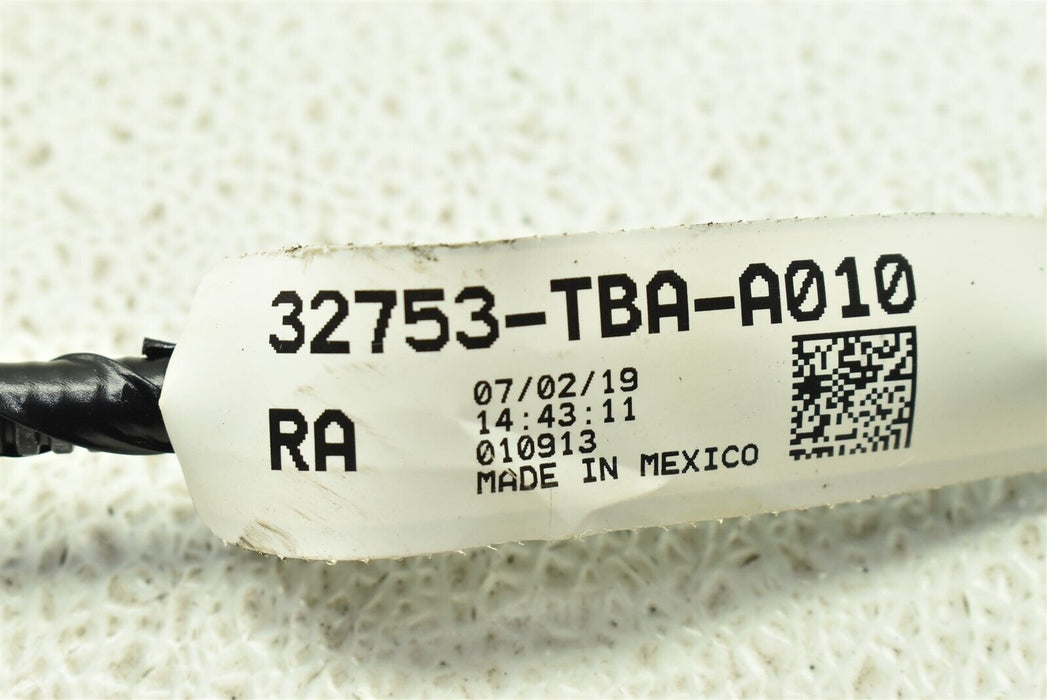 32753-TBA-A010
RA
07/02/19
14:43:11
010913
MADE IN MEXICO